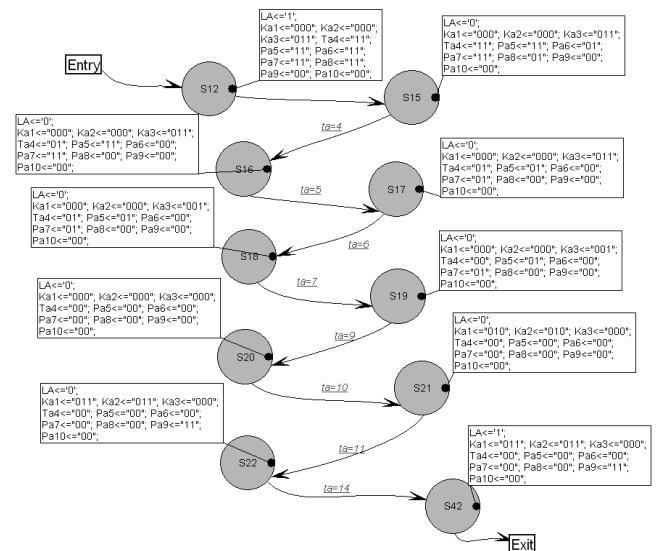 LA<='1';
Ka1<="000"; Ka2<="000";
Ka3<="011"; Ta4<="11";
Pa5<="11"; Pa6<="11";
Pa7<="11"; Pa8<="11";
Pa9<="00"; Pa10<="00";
LA<='0';
Ka1<="000"; Ka2<="000"; Ka3<="011";
Ta4<="11"; Pa5<="11"; Pa6<="01";
Pa7<="11"; Pa8<="01"; Pa9<="00";
Pa10<="00";
Entry
S12
S15
LA<='0';
Ka1<="000"; Ka2<="000"; Ka3<="011";
Ta4<="01"; Pa5<="11"; Pa6<="00";
Pa7<="11"; Pa8<="00"; Pa9<="00";
Pa10<="00";
ta=4
S16
LA<='0';
Ka1<="000"; Ka2<="000"; Ka3<="011";
Ta4<="01"; Pa5<="01"; Pa6<="00";
Pa7<="01"; Pa8<="00"; Pa9<="00";
Pa10<="00";
ta=5
S17
LA<='0';
Ka1<="000"; Ka2<="000"; Ka3<="001";
Ta4<="01"; Pa5<="01"; Pa6<="00";
Pa7<="01"; Pa8<="00"; Pa9<="00";
Pa10<="00";
ta=6
S18
LA<='0';
Ka1<="000"; Ka2<="000"; Ka3<="001";
Ta4<="00"; Pa5<="01"; Pa6<="00";
Pa7<="01"; Pa8<="00"; Pa9<="00";
Pa10<="00";
ta=7
S19
LA<='0';
Ka1<="000"; Ka2<="000"; Ka3<="000";
Ta4<="00"; Pa5<="00"; Pa6<="00";
Pa7<="00"; Pa8<="00"; Pa9<="00";
Pa10<="00";
ta=9
S20
LA<='0';
Ka1<="010"; Ka2<="010"; Ka3<="000";
Ta4<="00"; Pa5<="00"; Pa6<="00";
Pa7<="00"; Pa8<="00"; Pa9<="00";
Pa10<="00";
ta=10
S21
LA<='0';
Ka1<="011"; Ka2<="011"; Ka3<="000";
Ta4<="00"; Pa5<="00"; Pa6<="00";
Pa7<="00"; Pa8<="00"; Pa9<="11";
Pa10<="00";
ta=11
S22
LA<='1';
Ka1<="011"; Ka2<="011"; Ka3<="000";
Ta4<="00"; Pa5<="00"; Pa6<="00";
Pa7<="00"; Pa8<="00"; Pa9<="11";
Pa10<="00";
ta=14
S42
Exit